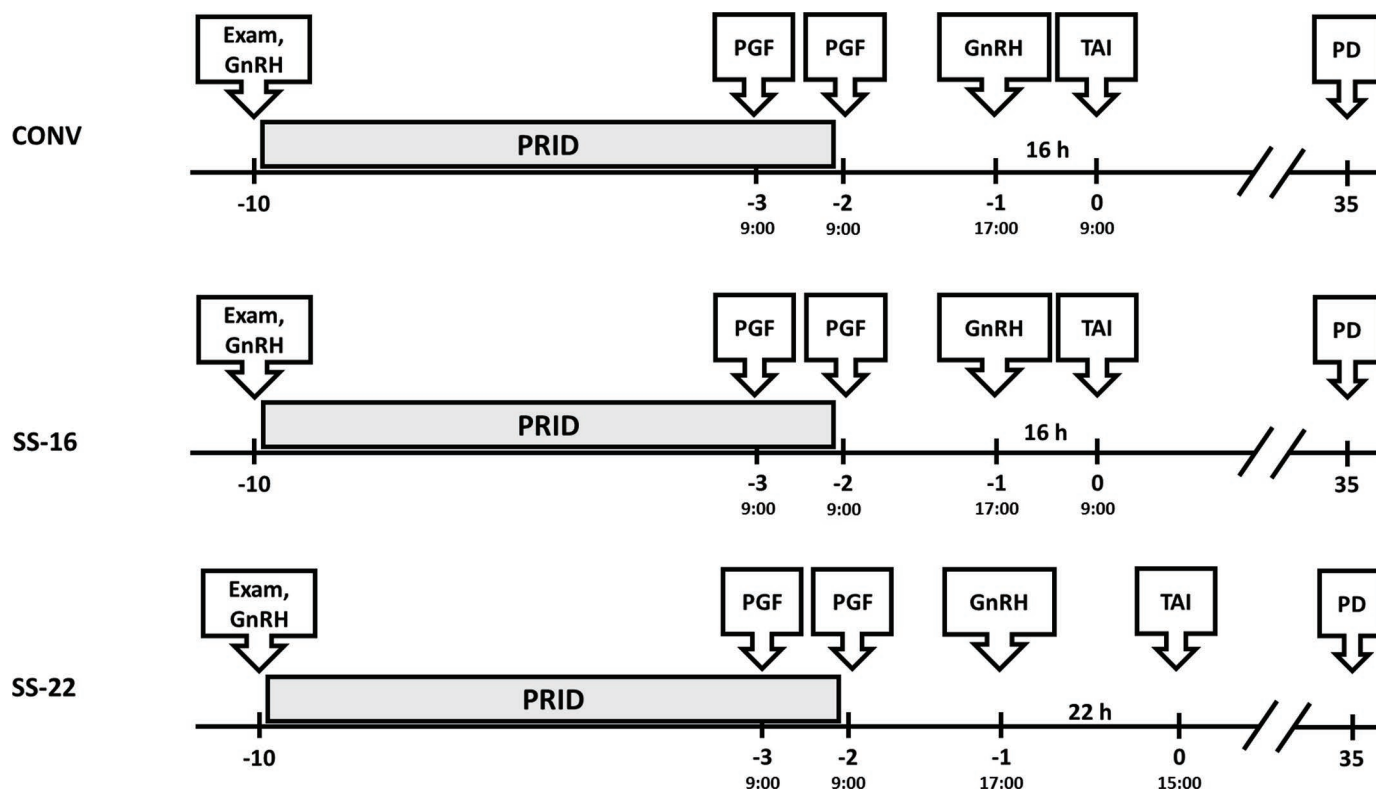 Exam,
GnRH
PGF
PGF
GnRH
TAI
PD
CONV
PRID
16 h
-10
-3
-2
-1
0
35
9:00
9:00
17:00
9:00
Exam,
GnRH
PGF
PGF
GnRH
TAI
PD
SS-16
PRID
16 h
-10
-3
-2
-1
0
35
9:00
9:00
17:00
9:00
Exam,
GnRH
PGF
PGF
GnRH
TAI
PD
SS-22
PRID
22 h
-10
-3
-2
-1
0
35
9:00
9:00
17:00
15:00